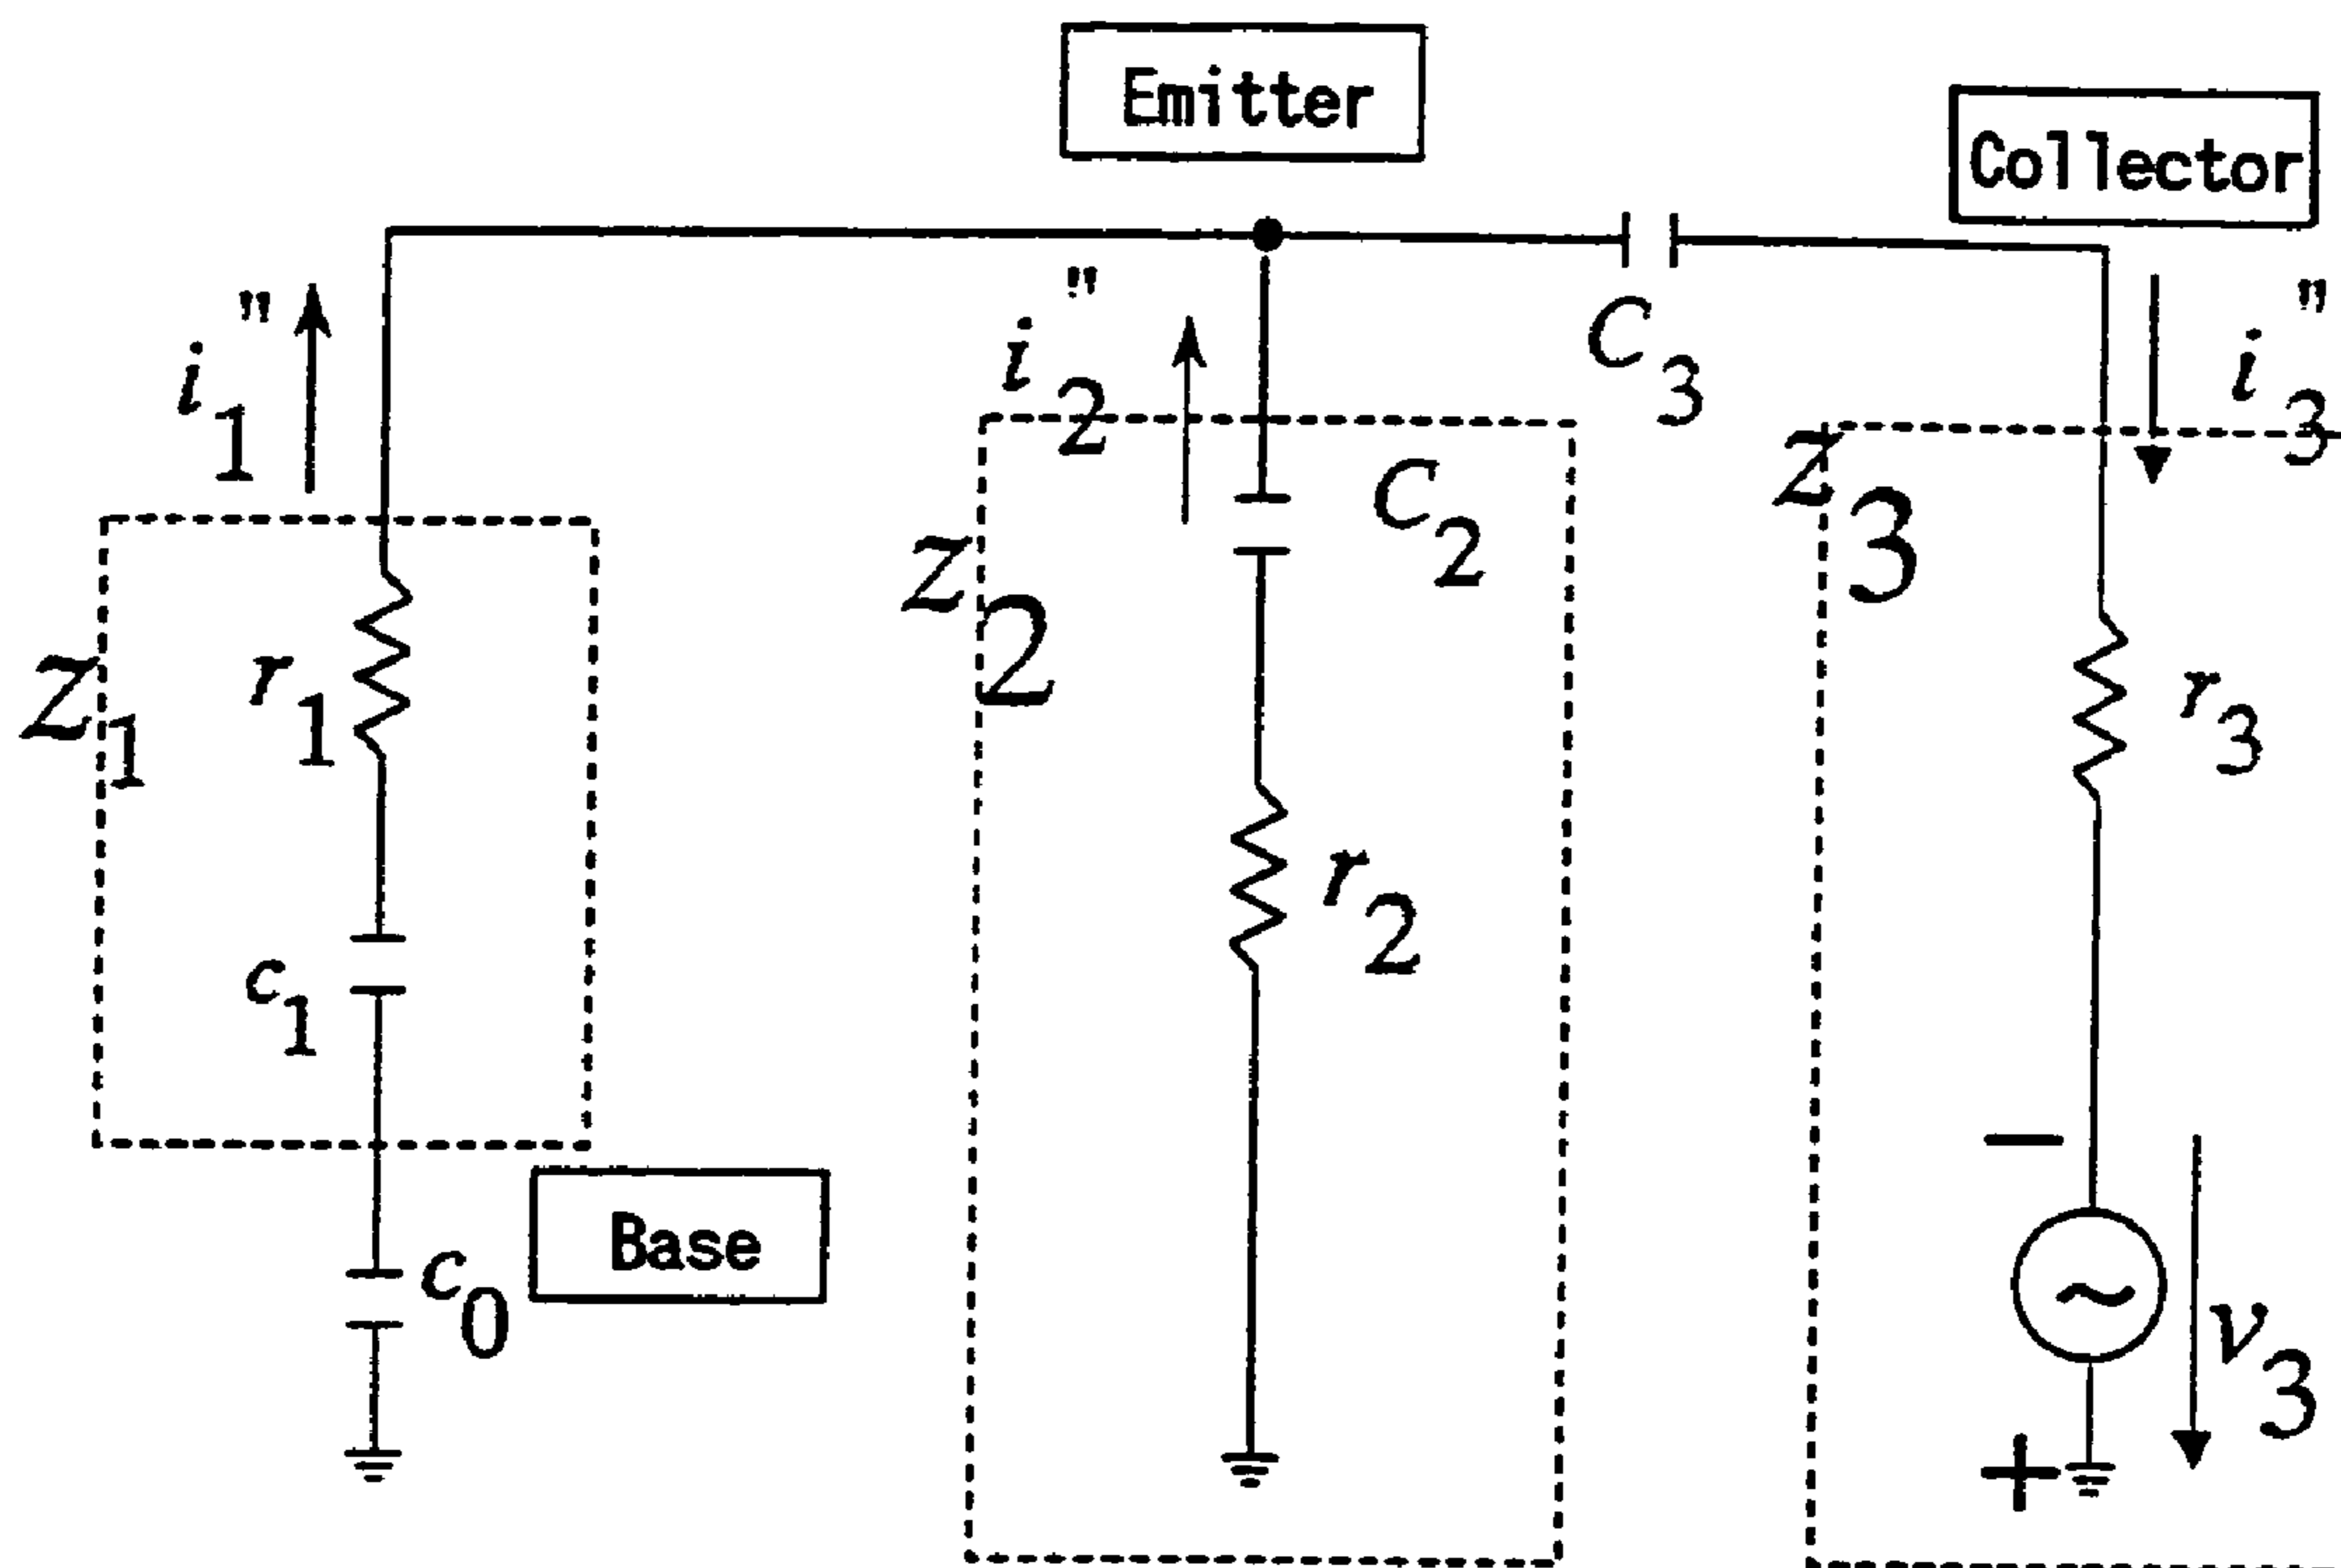 Emitter
Collector
i1"
i2"
C3
i3"
z1
r1
c1
z2
C2
r2
z3
r3
c0
Base
−
~
v3
+